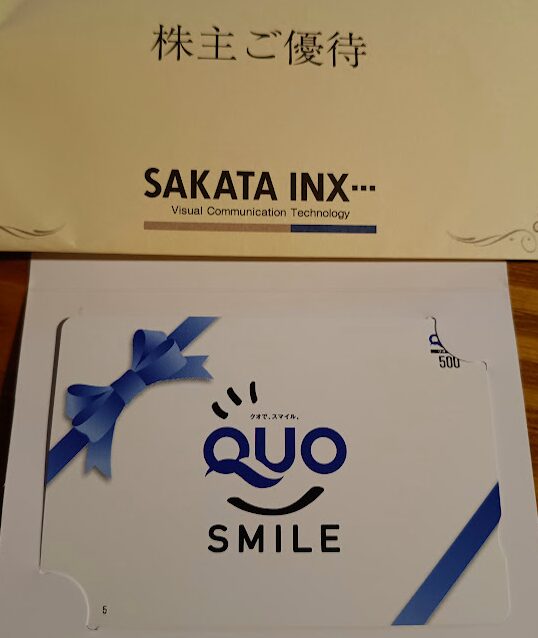 株主ご優待
SAKATA INX...
Visual Communication Technology
500
クオで、スマイル。
QUO
SMILE
5